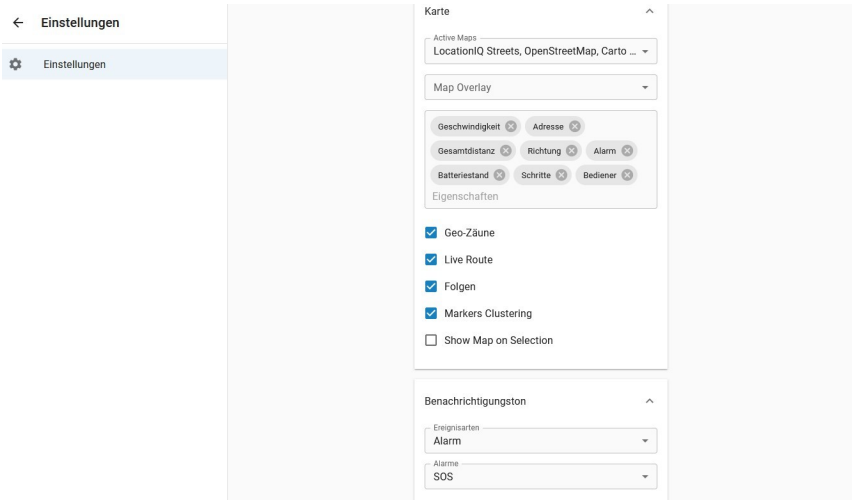 Einstellungen
Einstellungen
Karte
Active Maps
LocationIQ Streets, OpenStreetMap, Carto ...
Map Overlay
Geschwindigkeit Adresse
Gesamtdistanz Richtung Alarm
Batteriestand Schritte Bediener
Eigenschaften
Geo-Zäune
Live Route
Folgen
Markers Clustering
Show Map on Selection
Benachrichtigungston
Ereignisarten
Alarm
Alarme
SOS